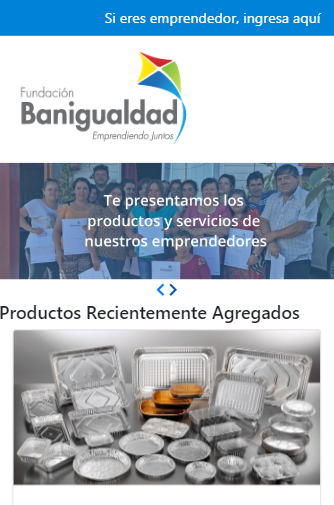 Si eres emprendedor, ingresa aquí
Fundación
Banigualdad
Emprendiendo Juntos
Te presentamos los
productos y servicios de
nuestros emprendedores
Productos Recientemente Agregados